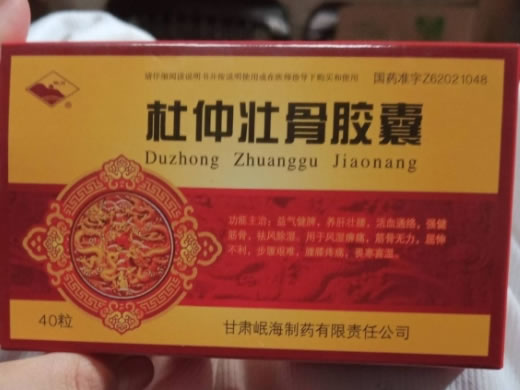 请仔细阅读说明书并按说明使用或在医师指导下购买和使用
国药准字Z62021048
杜仲壮骨胶囊
Duzhong Zhuanggu Jiaonang
功能主治：益气健脾，养肝壮腰，活血通络，强健
筋骨，祛风除湿。用于风湿痹痛，筋骨无力，屈伸
不利，步履艰难，腰膝疼痛，畏寒喜温。
40粒
甘肃岷海制药有限责任公司